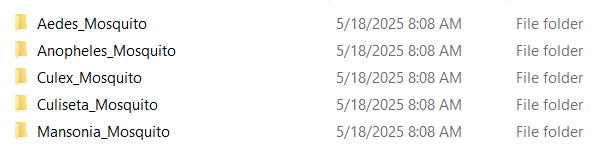 Aedes_Mosquito 5/18/2025 8:08 AM File folder
Anopheles_Mosquito 5/18/2025 8:08 AM File folder
Culex_Mosquito 5/18/2025 8:08 AM File folder
Culiseta_Mosquito 5/18/2025 8:08 AM File folder
Mansonia_Mosquito 5/18/2025 8:08 AM File folder